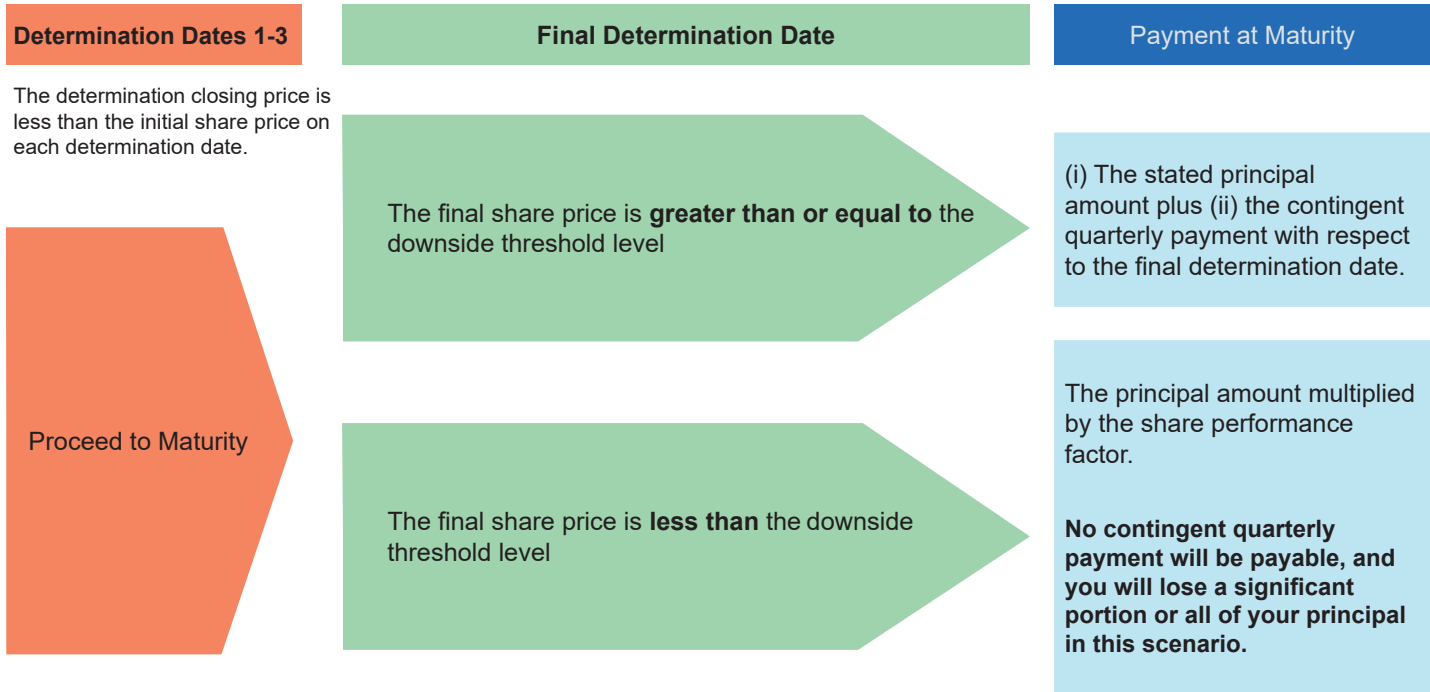 Determination Dates 1-3
Final Determination Date
Payment at Maturity
The determination closing price is
less than the initial share price on
each determination date.
Proceed to Maturity
The final share price is greater than or equal to the
downside threshold level
(i) The stated principal
amount plus (ii) the contingent
quarterly payment with respect
to the final determination date.
The final share price is less than the downside
threshold level
The principal amount multiplied
by the share performance
factor.
No contingent quarterly
payment will be payable, and
you will lose a significant
portion or all of your principal
in this scenario.